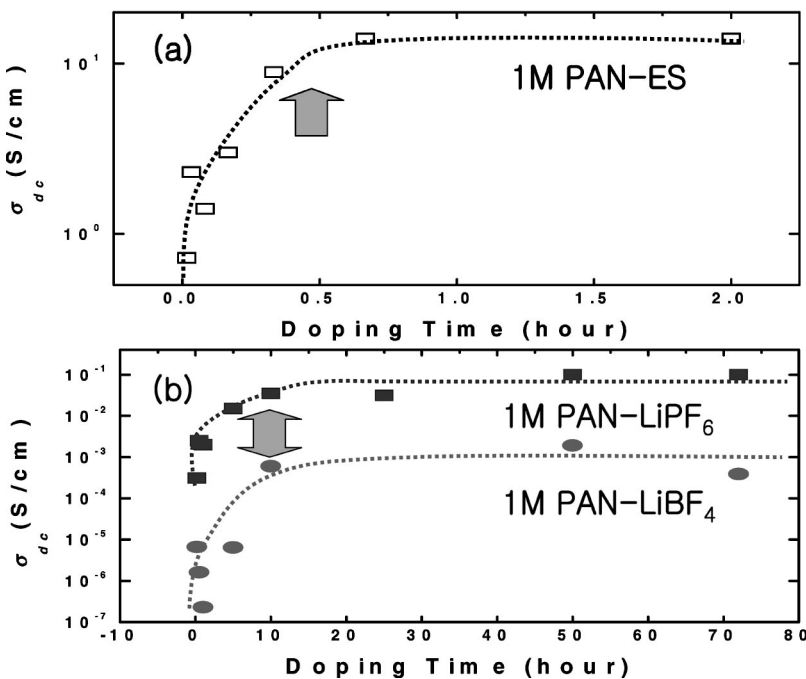 (a)
1M PAN-ES
10¹
10⁰
σdc (S/cm)
0.0 0.5 1.0 1.5 2.0
Doping Time (hour)
(b)
1M PAN-LiPF₆
1M PAN-LiBF₄
10⁻¹
10⁻²
10⁻³
10⁻⁴
10⁻⁵
10⁻⁶
10⁻⁷
σdc (S/cm)
-10 0 10 20 30 40 50 60 70 80
Doping Time (hour)